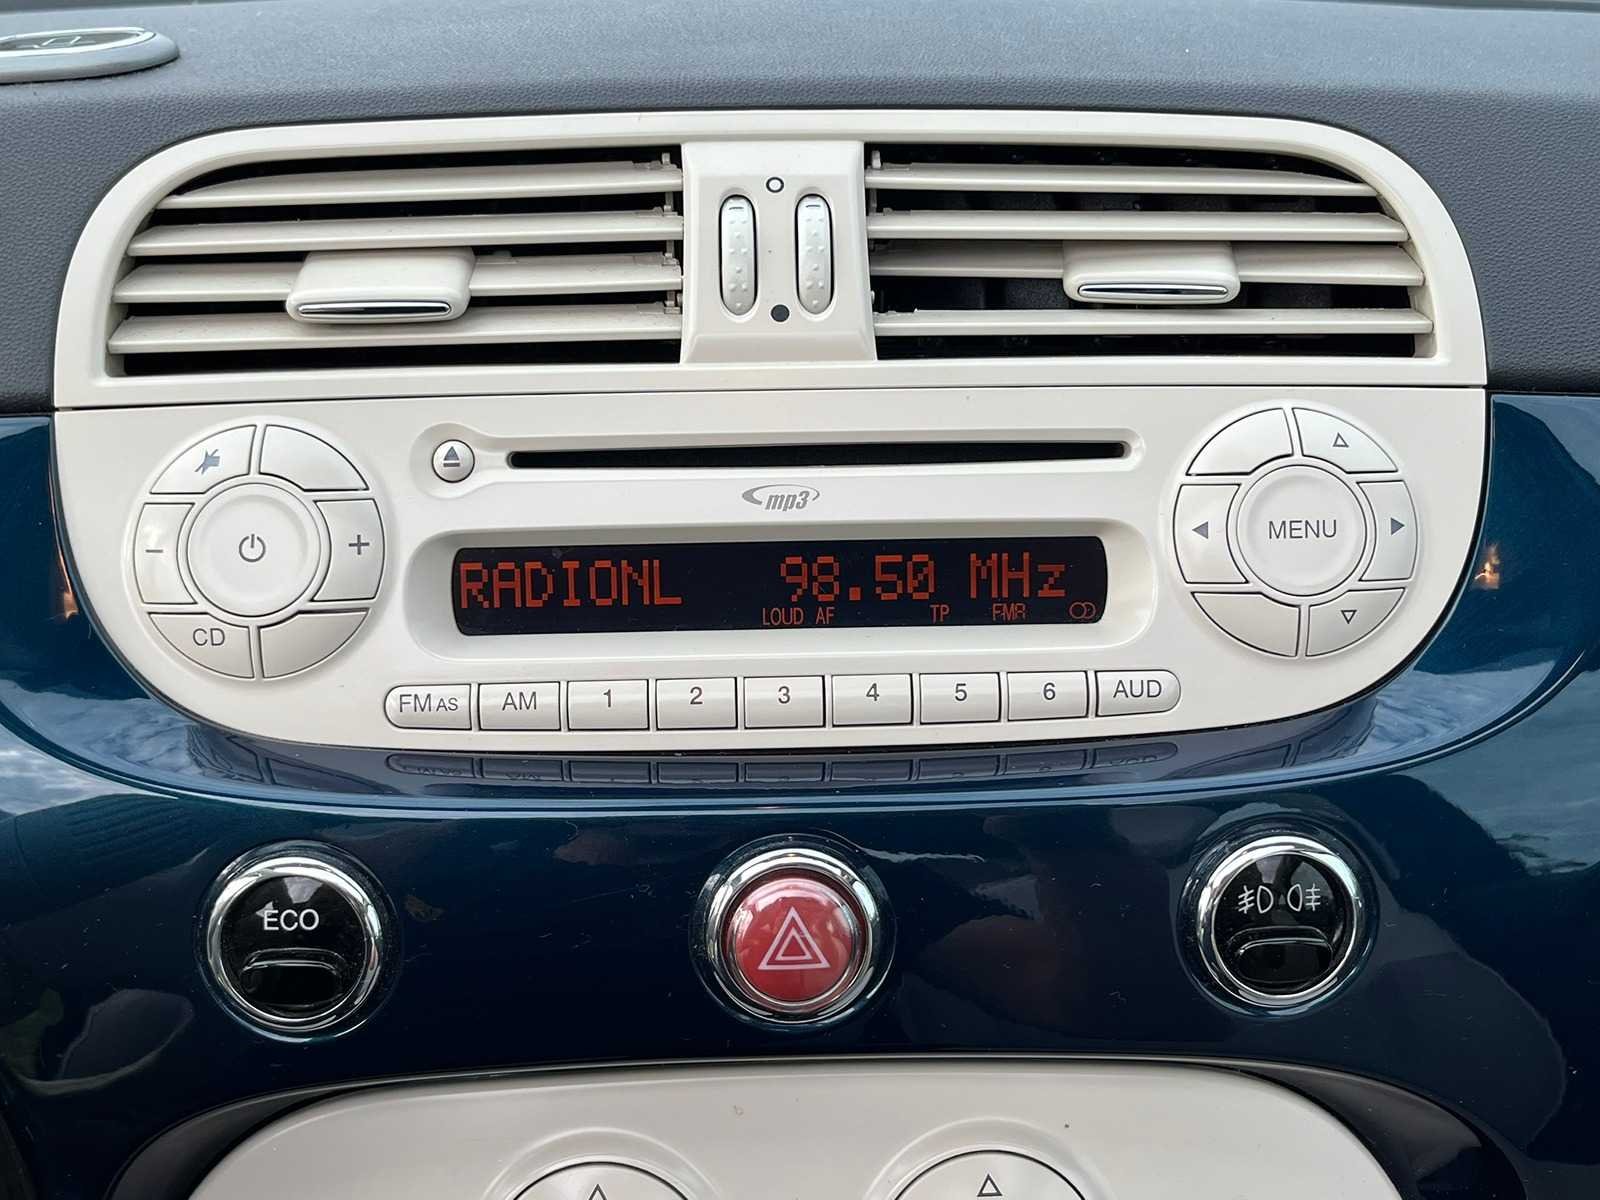 mp3
RADIONL 98.50 MHz
LOUD AF TP
MENU
CD
FM AS AM 1 2 3 4 5 6 AUD
ECO